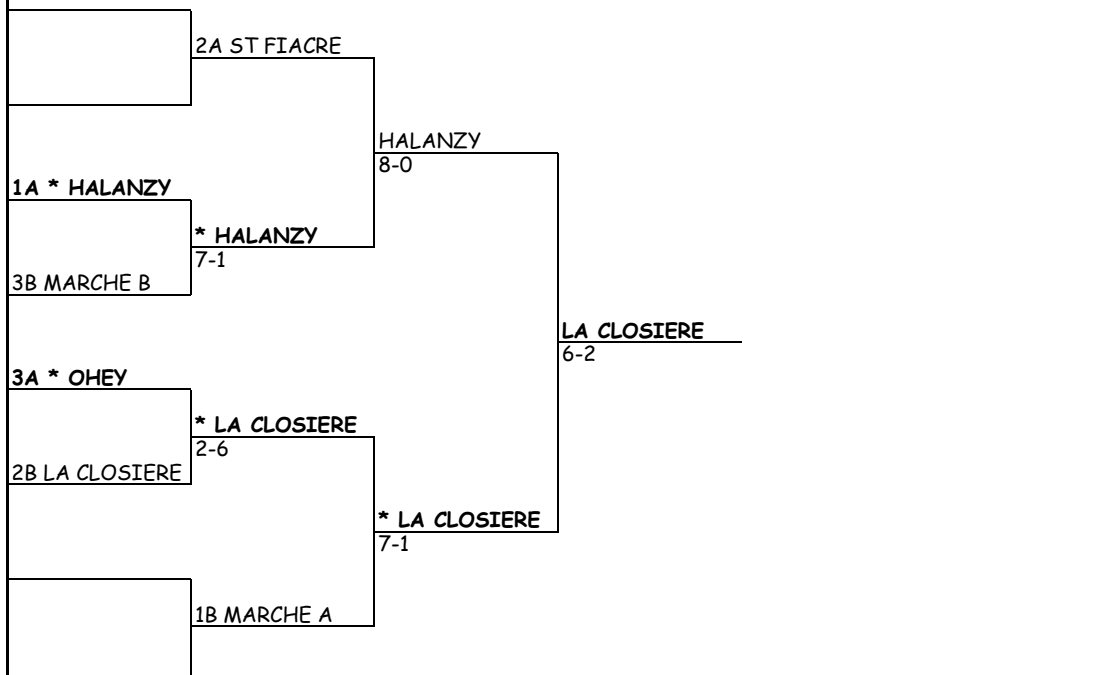 2A ST FIACRE
HALANZY
8-0
1A * HALANZY
* HALANZY
7-1
3B MARCHE B
LA CLOSIERE
6-2
3A * OHEY
* LA CLOSIERE
2-6
2B LA CLOSIERE
* LA CLOSIERE
7-1
1B MARCHE A